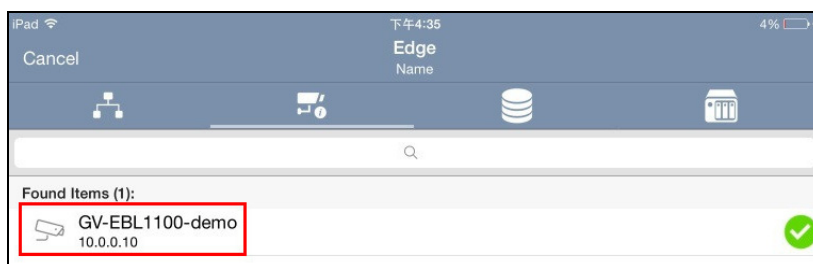 iPad 下午4:35 4%
Cancel Edge
Name
Found Items (1):
GV-EBL1100-demo
10.0.0.10